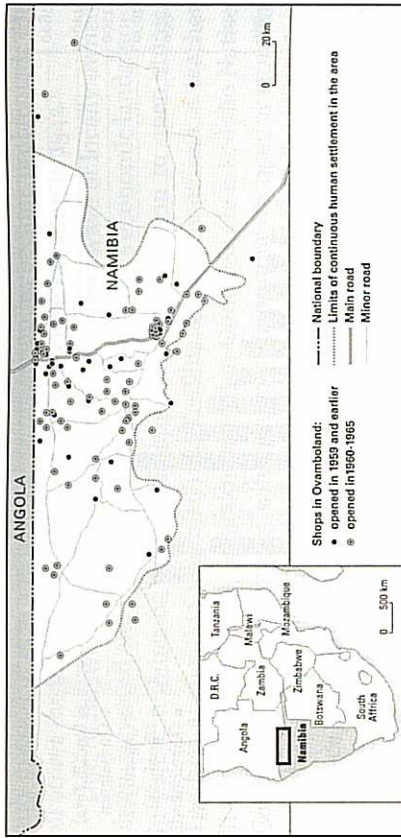 ANGOLA
NAMIBIA
20 km
Shops in Ovamboland:
• opened in 1959 and earlier
⊙ opened in 1960-1965
National boundary
Limits of continuous human settlement in the area
Main road
Minor road
D.R.C.
Tanzania
Angola
Zambia
Malawi
Mozambique
Zimbabwe
Namibia
Botswana
South
Africa
0
500 km
0